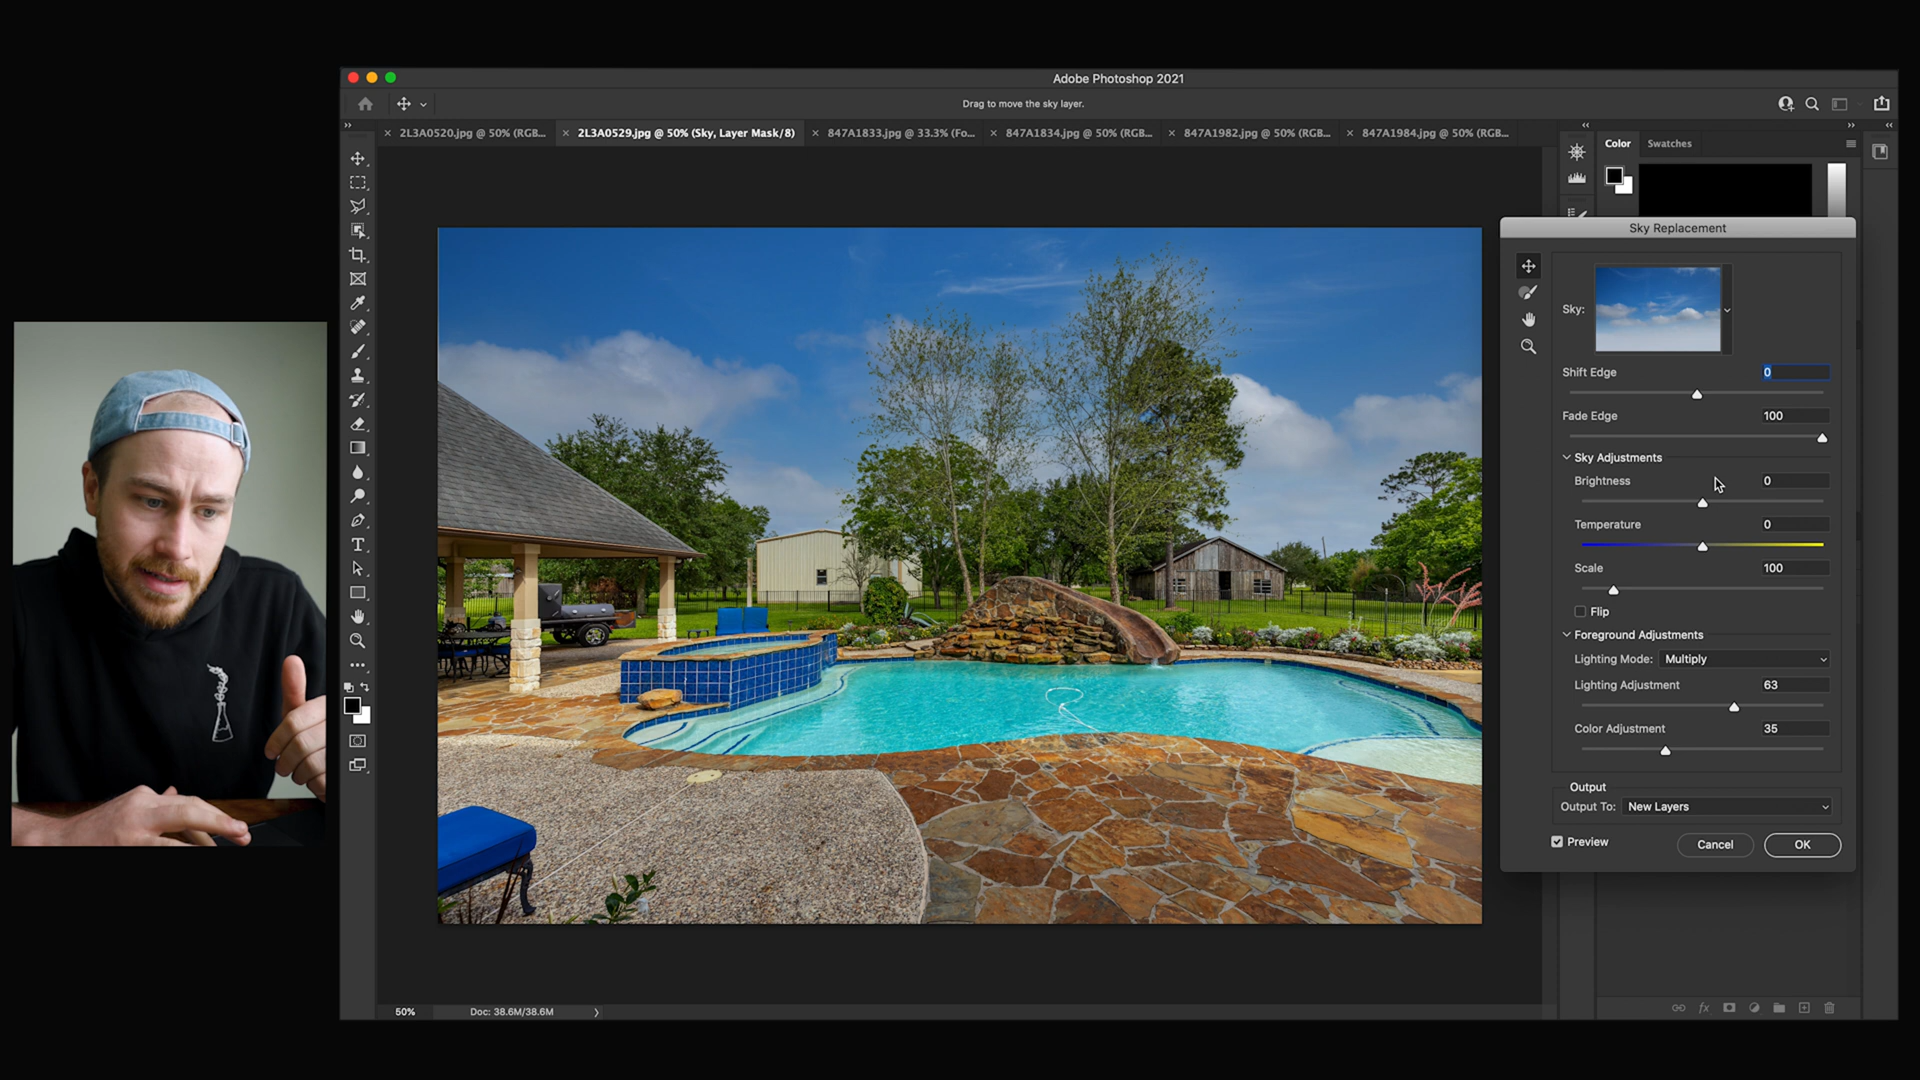 Adobe Photoshop 2021
Drag to move the sky layer.
2L3A0520.jpg @ 50% (RGB...
2L3A0529.jpg @ 50% (Sky, Layer Mask/8)
847A1833.jpg @ 33.3% (Fo...
847A1834.jpg @ 50% (RGB...
847A1982.jpg @ 50% (RGB...
847A1984.jpg @ 50% (RGB...
Color
Swatches
Sky Replacement
Sky:
Shift Edge 0
Fade Edge 100
Sky Adjustments
Brightness 0
Temperature 0
Scale 100
Flip
Foreground Adjustments
Lighting Mode: Multiply
Lighting Adjustment 63
Color Adjustment 35
Output
Output To: New Layers
Preview
Cancel
OK
50%
Doc: 38.6M/38.6M
fx